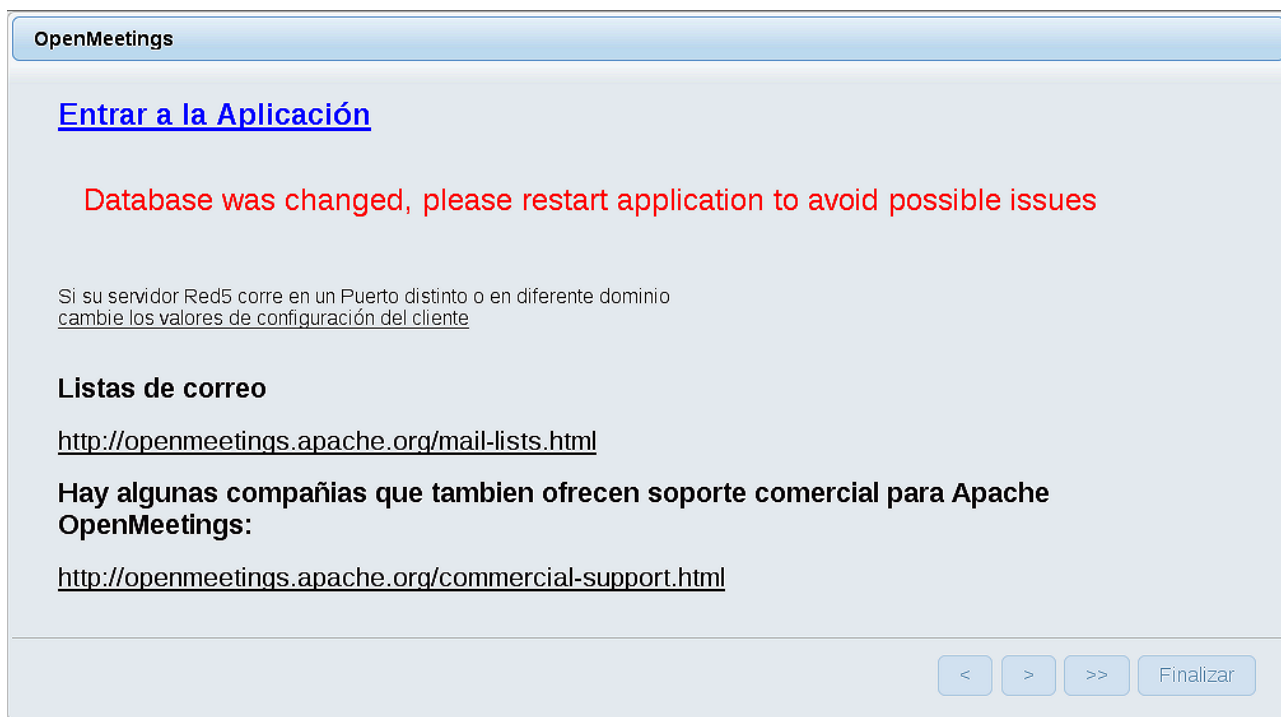 OpenMeetings
Entrar a la Aplicación
Database was changed, please restart application to avoid possible issues
Si su servidor Red5 corre en un Puerto distinto o en diferente dominio
cambie los valores de configuración del cliente
Listas de correo
http://openmeetings.apache.org/mail-lists.html
Hay algunas compañias que tambien ofrecen soporte comercial para Apache
OpenMeetings:
http://openmeetings.apache.org/commercial-support.html
< > >> Finalizar